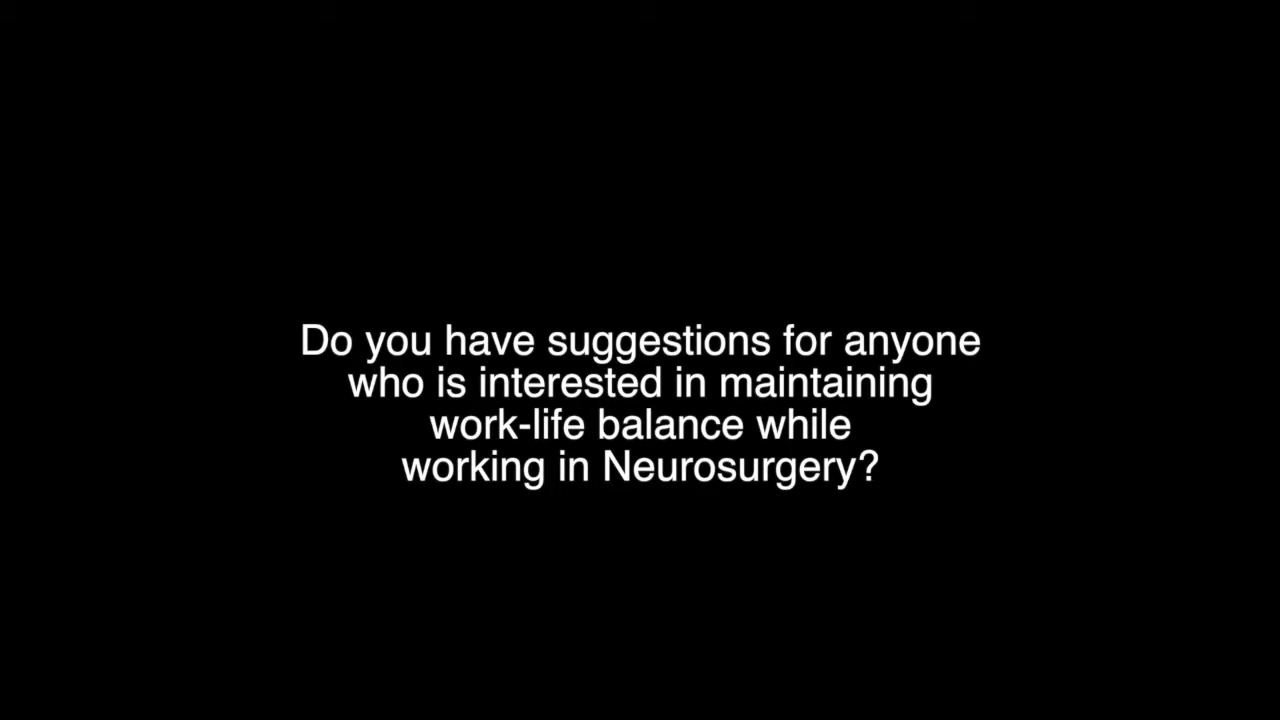 Do you have suggestions for anyone
who is interested in maintaining
work-life balance while
working in Neurosurgery?